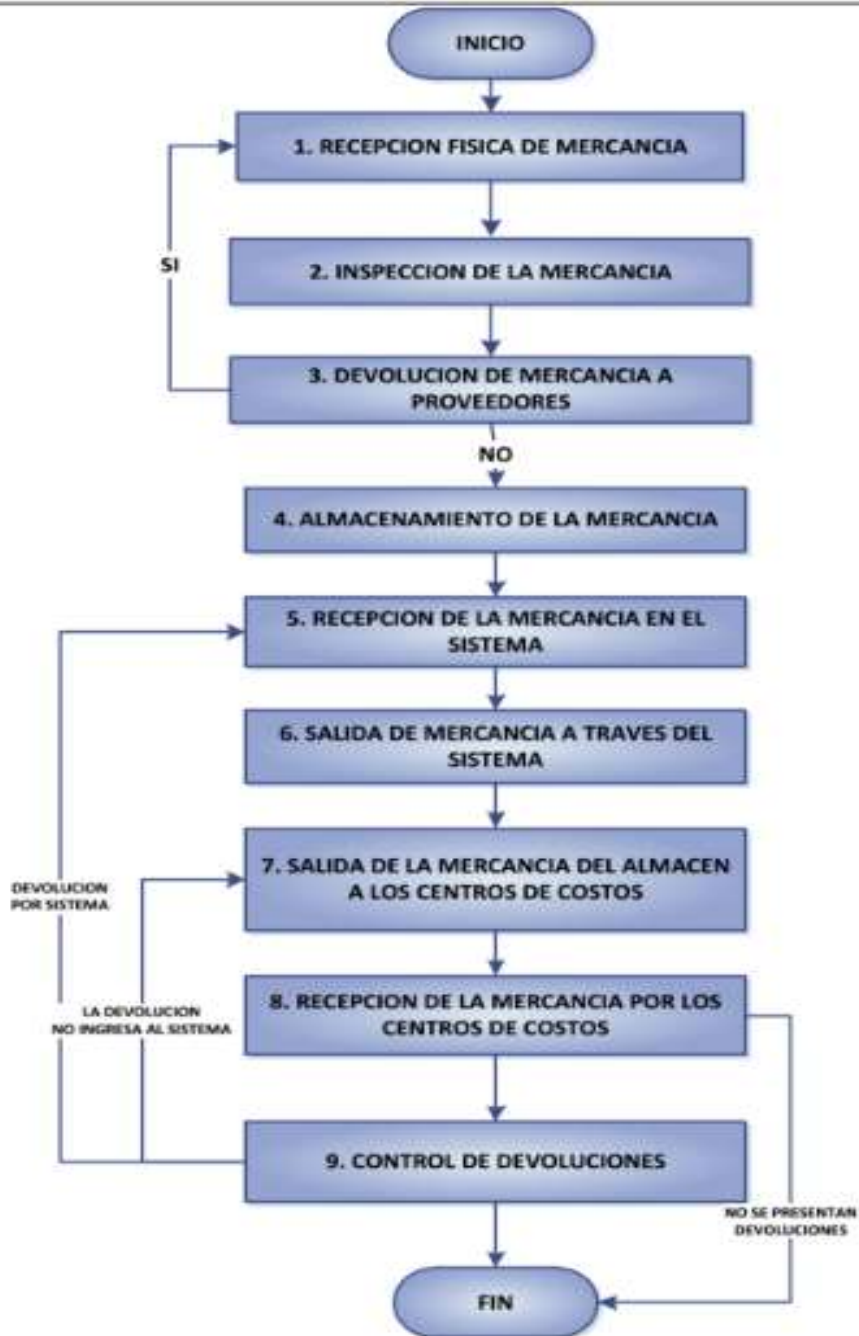 INICIO
1. RECEPCION FISICA DE MERCANCIA
SI
2. INSPECCION DE LA MERCANCIA
3. DEVOLUCION DE MERCANCIA A
PROVEEDORES
NO
4. ALMACENAMIENTO DE LA MERCANCIA
5. RECEPCION DE LA MERCANCIA EN EL
SISTEMA
6. SALIDA DE MERCANCIA A TRAVES DEL
SISTEMA
7. SALIDA DE LA MERCANCIA DEL ALMACEN
A LOS CENTROS DE COSTOS
DEVOLUCION
POR SISTEMA
8. RECEPCION DE LA MERCANCIA POR LOS
CENTROS DE COSTOS
LA DEVOLUCION
NO INGRESA AL SISTEMA
9. CONTROL DE DEVOLUCIONES
NO SE PRESENTAN
DEVOLUCIONES
FIN